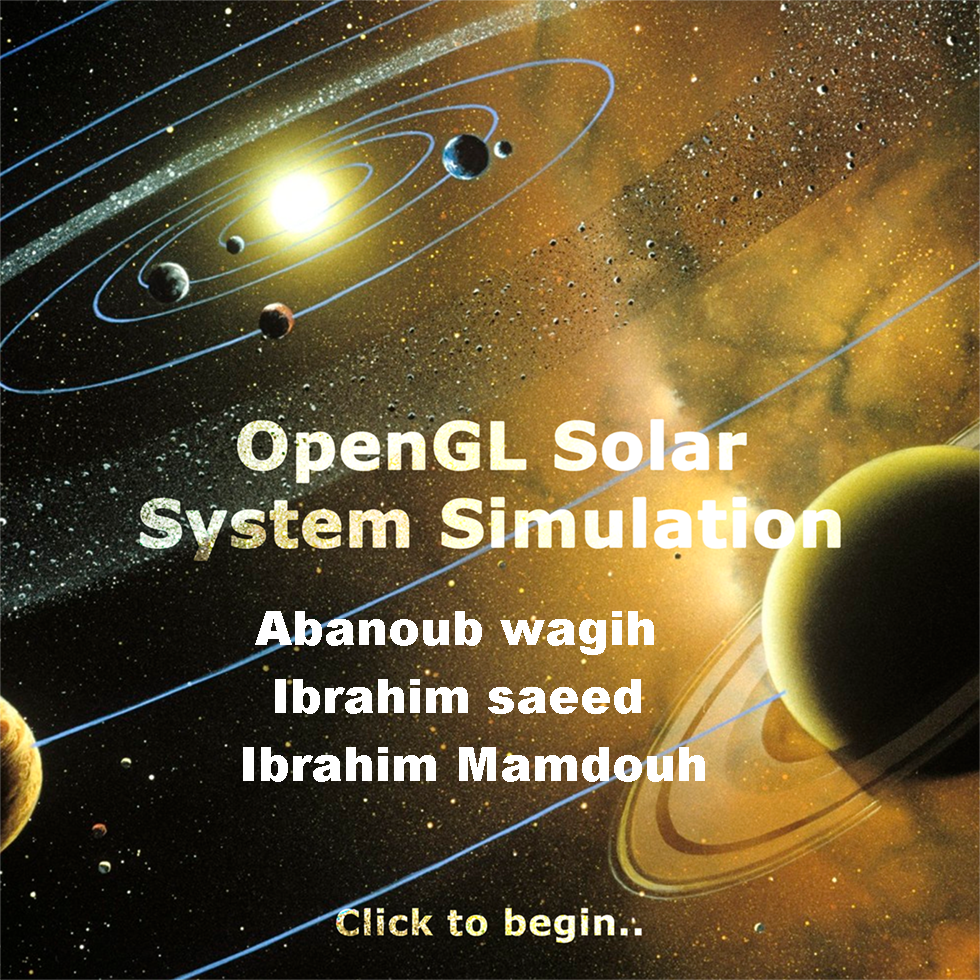 OpenGL Solar
System Simulation
Abanoub wagih
Ibrahim saeed
Ibrahim Mamdouh
Click to begin..